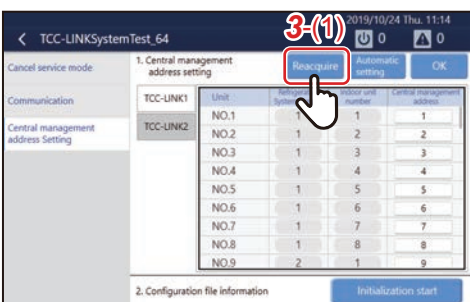 2019/10/24 Thu. 11:14
TCC-LINKSystemTest_64
3-(1)
0
0
Cancel service mode
Communication
Central management
address Setting
1. Central management
address setting
Reacquire
Automatic
setting
OK
TCC-LINK1
TCC-LINK2
Unit
Indoor unit
number
Central management
address
NO.1 1 1 1
NO.2 1 2 2
NO.3 1 3 3
NO.4 1 4 4
NO.5 1 5 5
NO.6 1 6 6
NO.7 1 7 7
NO.8 1 8 8
NO.9 2 1 9
2. Configuration file information
Initialization start